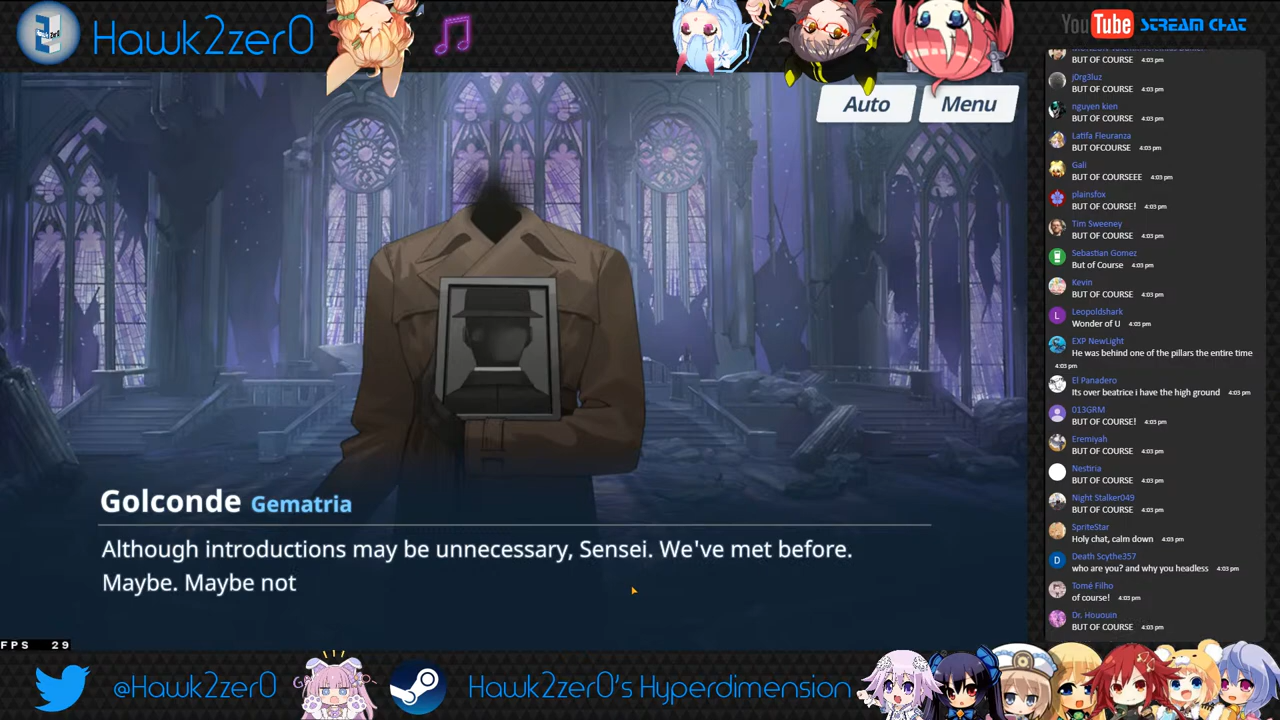 Hawk2zer0
You Tube STREAM CHAT
Auto
Menu
BUT OF COURSE 4:03 pm
j0rg3luz
BUT OF COURSE 4:03 pm
nguyen kien
BUT OF COURSE 4:03 pm
Latifa Fleuranza
BUT OFCOURSE 4:03 pm
Gali
BUT OF COURSEEE 4:03 pm
plainsfox
BUT OF COURSE! 4:03 pm
Tim Sweeney
BUT OF COURSE 4:03 pm
Sebastian Gomez
But of Course 4:03 pm
Kevin
BUT OF COURSE 4:03 pm
L Leopoldshark
Wonder of U 4:03 pm
EXP NewLight
He was behind one of the pillars the entire time
4:03 pm
El Panadero
Its over beatrice i have the high ground 4:03 pm
013GRM
BUT OF COURSE! 4:03 pm
Eremiyah
BUT OF COURSE 4:03 pm
Nestiria
BUT OF COURSE 4:03 pm
Night Stalker049
BUT OF COURSE 4:03 pm
SpriteStar
Holy chat, calm down 4:03 pm
D Death Scythe357
who are you? and why you headless 4:03 pm
Tomé Filho
of course! 4:03 pm
Dr. Hououin
BUT OF COURSE 4:03 pm
Golconde Gematria
Although introductions may be unnecessary, Sensei. We've met before.
Maybe. Maybe not
FPS 29
@Hawk2zer0
Hawk2zer0's Hyperdimension